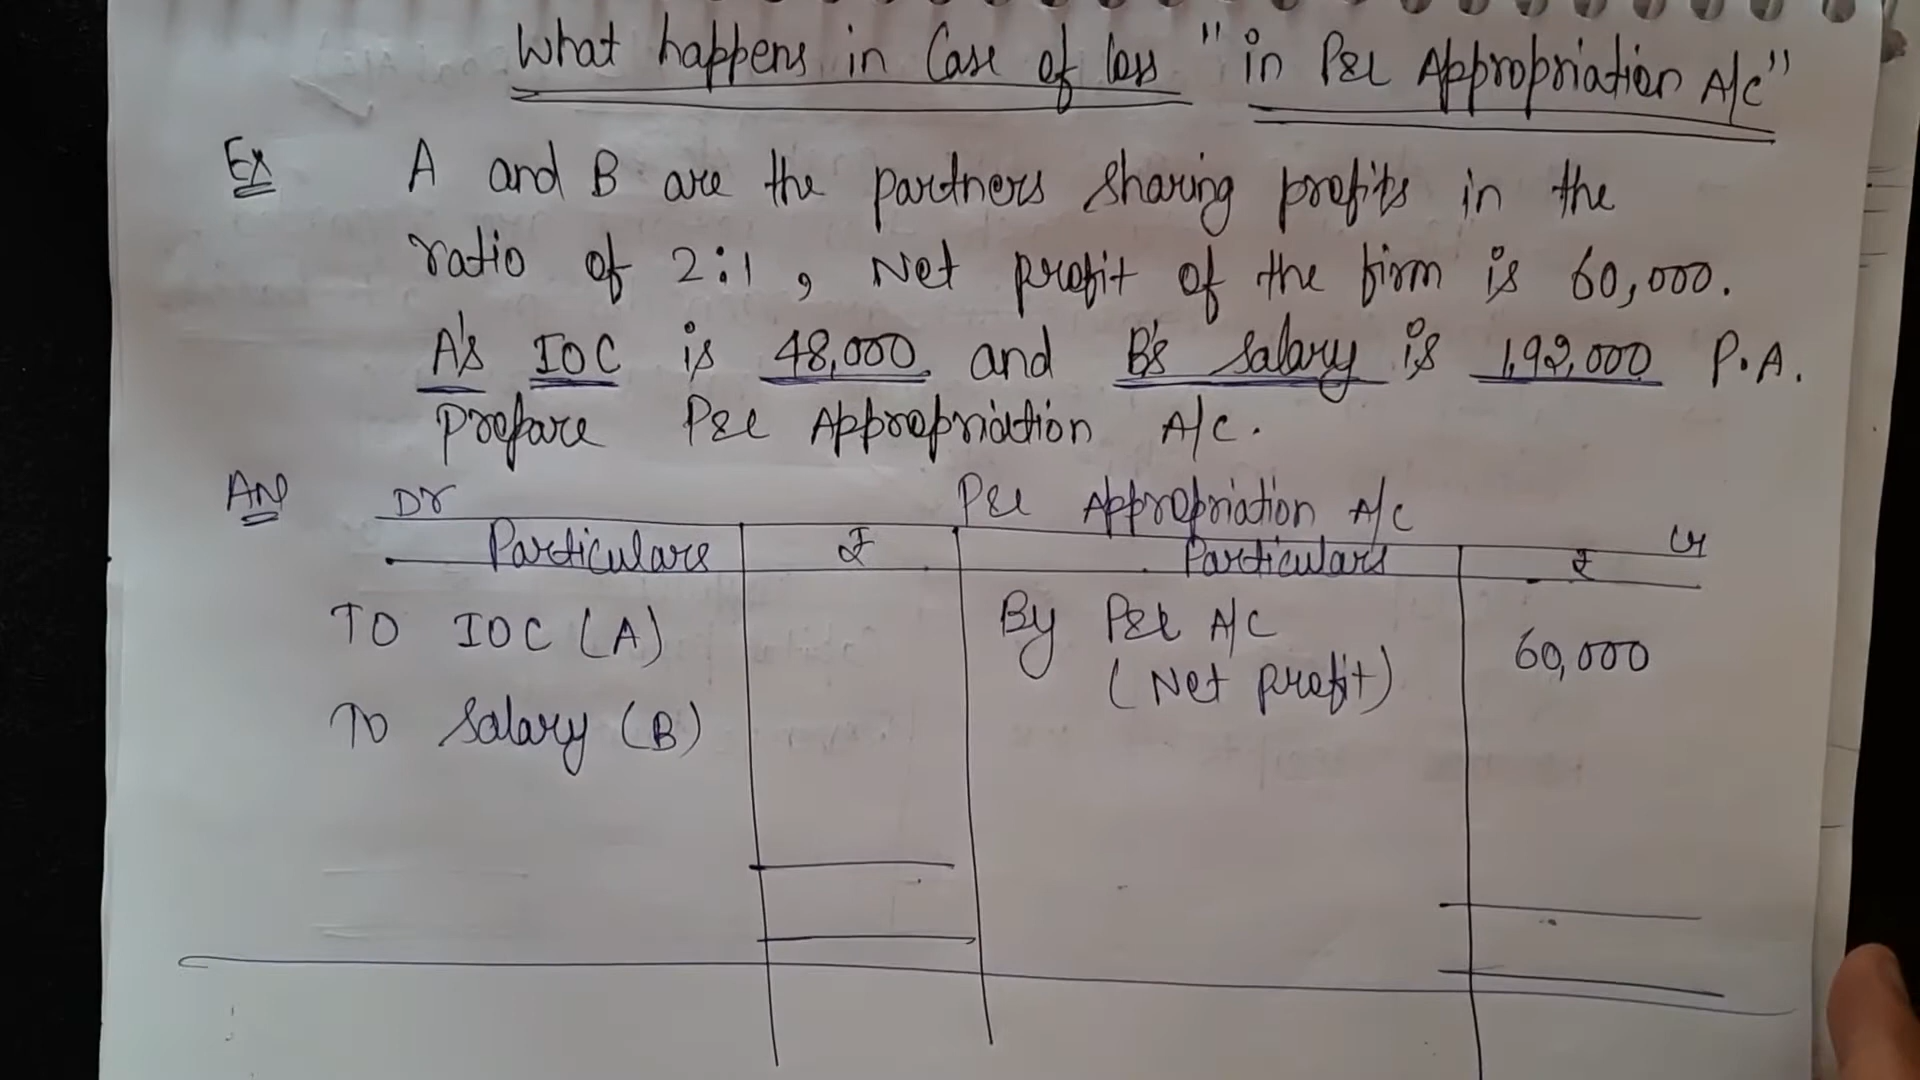 What happens in Case of loss "in P&L Appropriation A/c"
Ex A and B are the partners sharing profits in the
ratio of 2:1, Net profit of the firm is 60,000.
A's IOC is 48,000 and B's salary is 1,92,000 P.A.
Prepare P&L Appropriation A/C.
Ans Dr P&L Appropriation A/C Cr
Particulars ₹ Particulars ₹
TO IOC (A) By P&L A/C 60,000
(Net profit)
TO Salary (B)